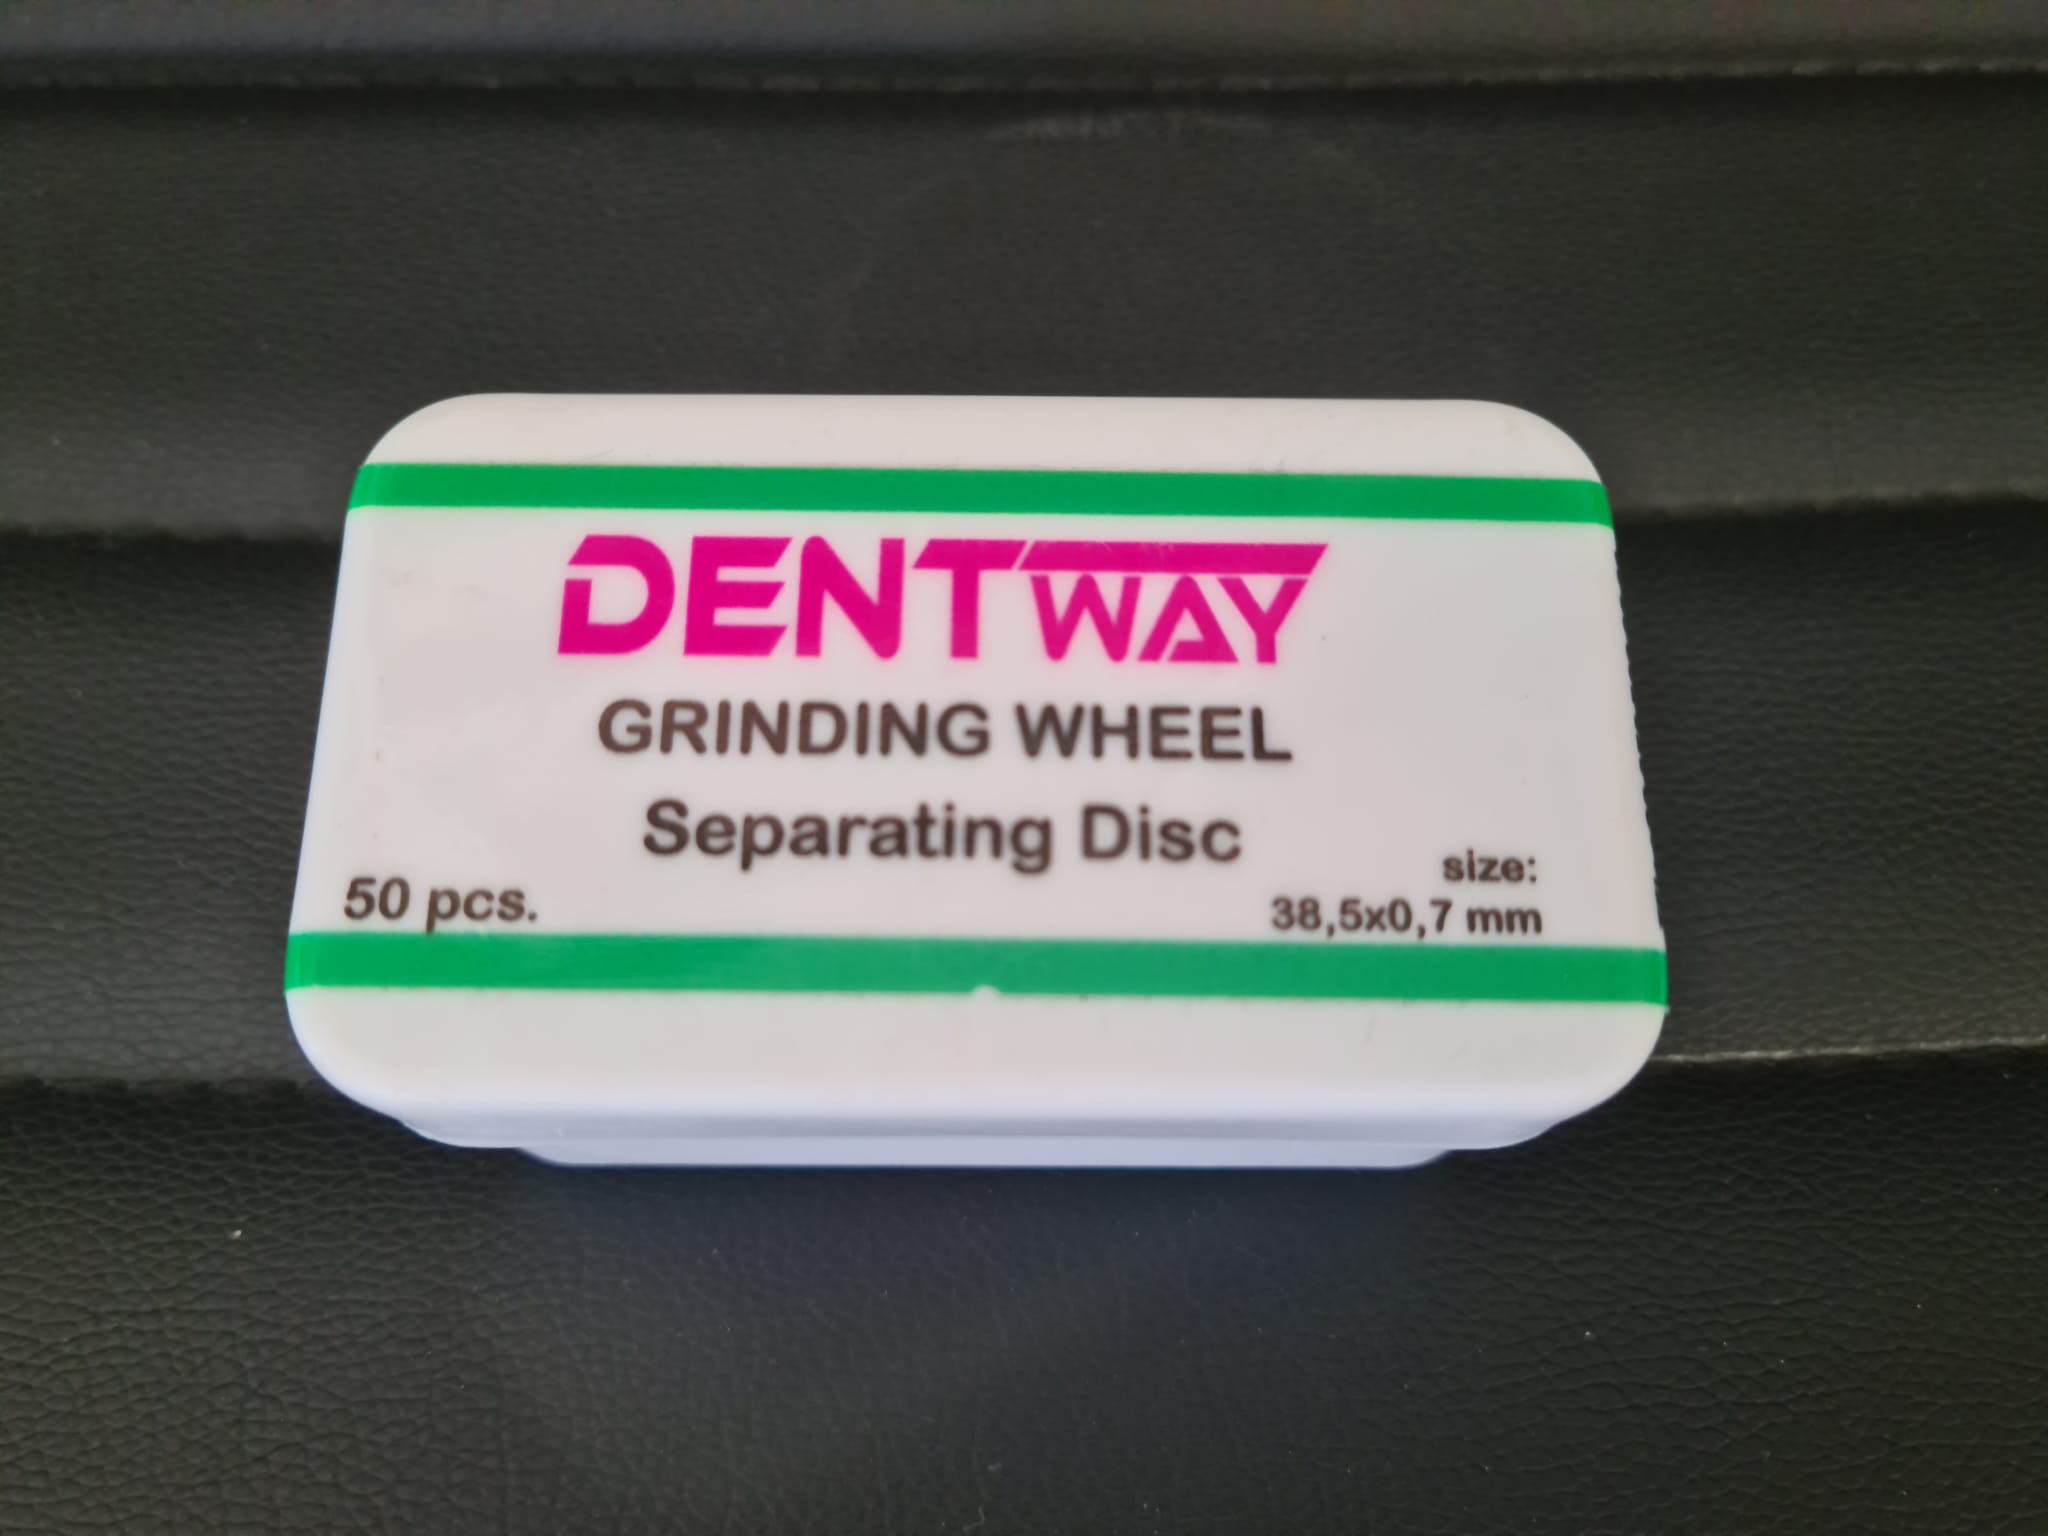 DENTWAY
GRINDING WHEEL
Separating Disc
50 pcs.
size:
38,5x0,7 mm